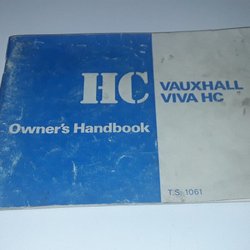 HC
VAUXHALL
VIVA HC
Owner's Handbook
T.S. 1061